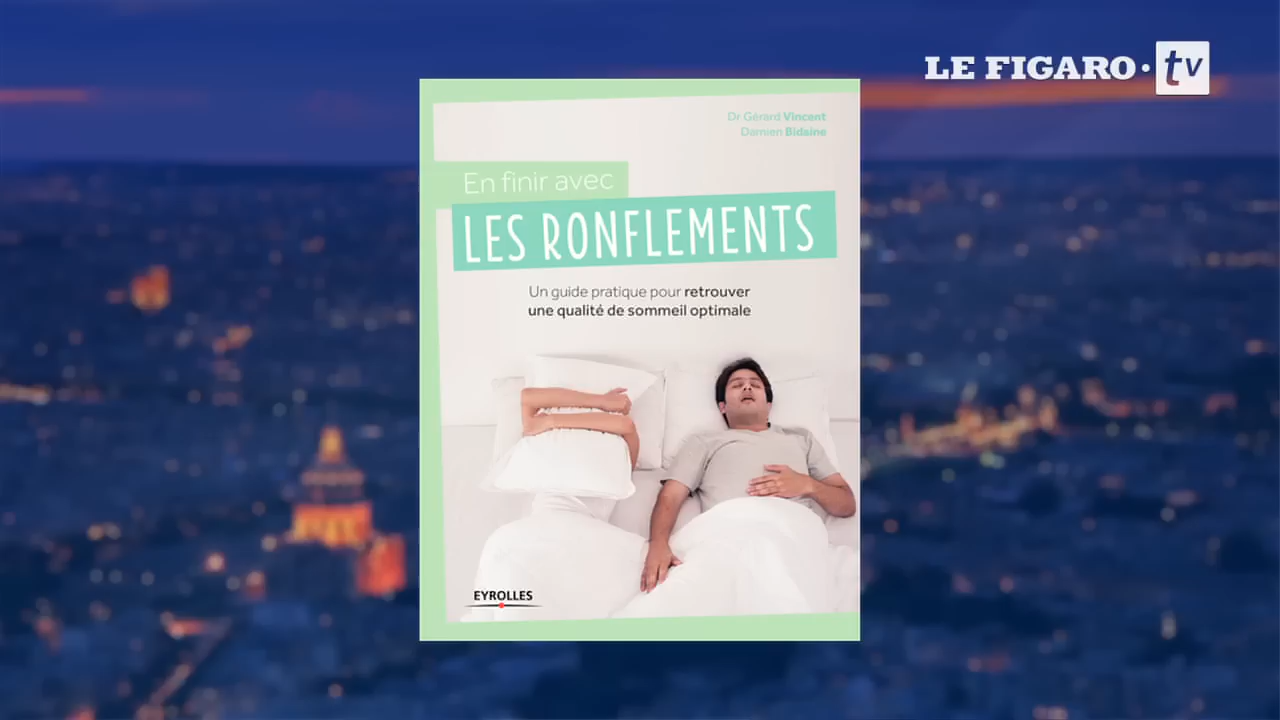 LE FIGARO · tv
Dr Gérard Vincent
Damien Bidaine
En finir avec
LES RONFLEMENTS
Un guide pratique pour retrouver
une qualité de sommeil optimale
EYROLLES